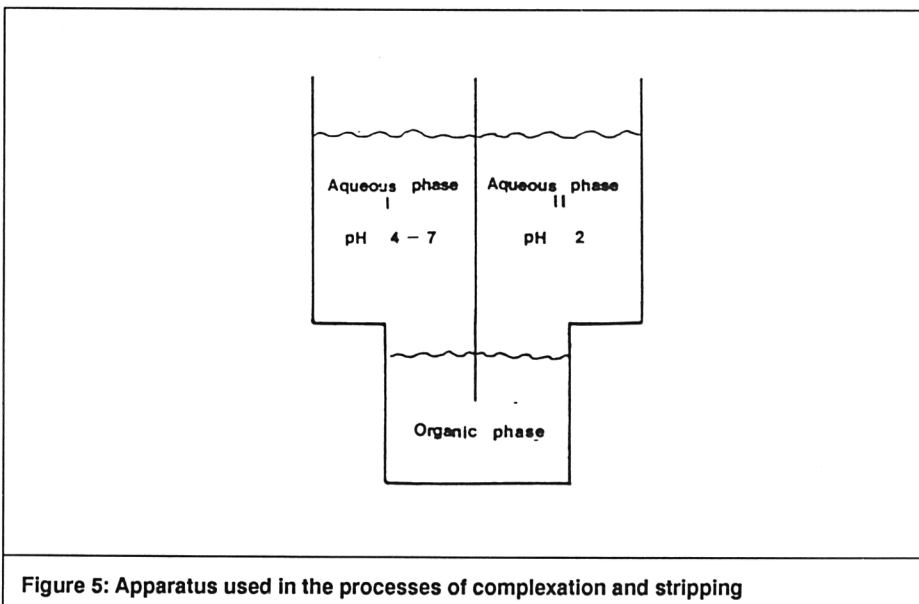 Aqueous phase
I
pH 4 – 7
Aqueous phase
II
pH 2
Organic phase
Figure 5: Apparatus used in the processes of complexation and stripping